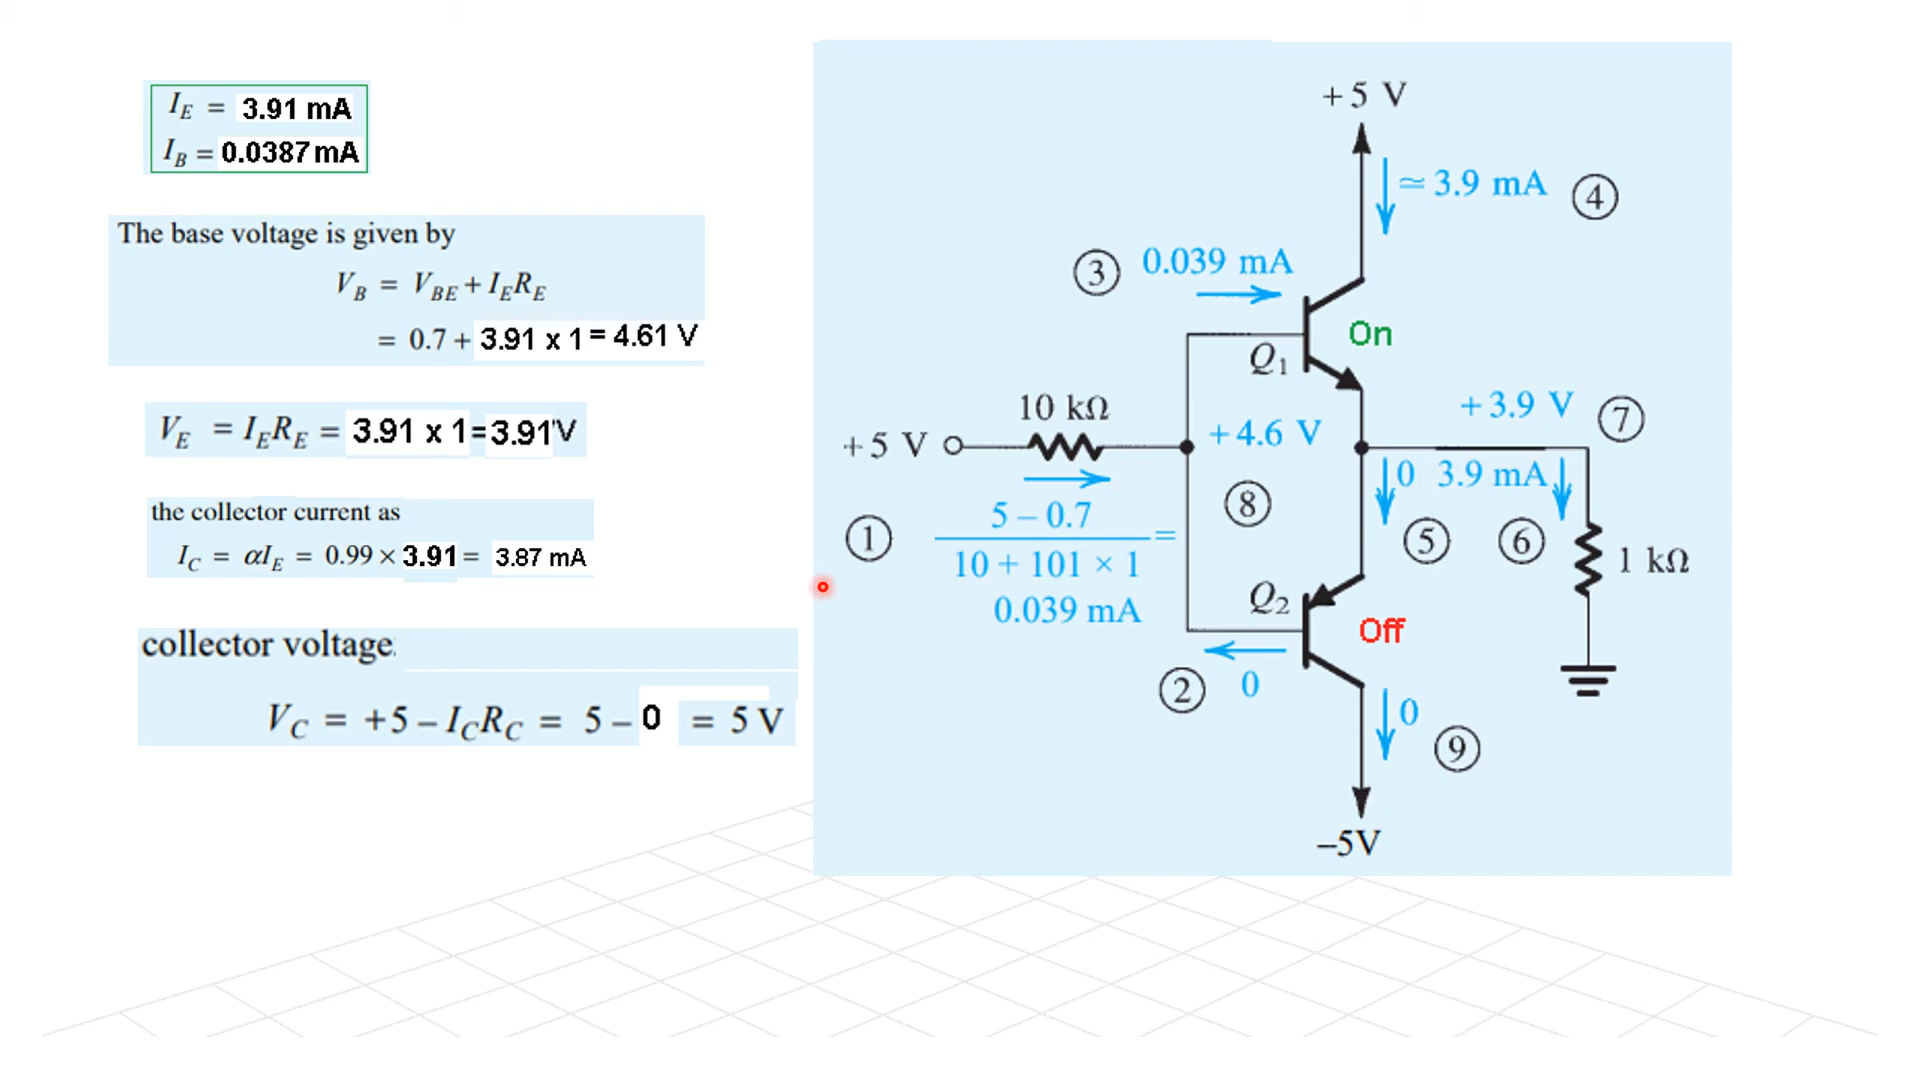 I_E = 3.91 mA
I_B = 0.0387 mA
The base voltage is given by
V_B = V_BE + I_E R_E
= 0.7 + 3.91 x 1 = 4.61 V
V_E = I_E R_E = 3.91 x 1 = 3.91 V
the collector current as
I_C = αI_E = 0.99 × 3.91 = 3.87 mA
collector voltage:
V_C = +5 – I_C R_C = 5 – 0 = 5 V
+5 V
≃ 3.9 mA ④
③ 0.039 mA
On
Q₁
10 kΩ
+3.9 V ⑦
+5 V
+4.6 V
0 3.9 mA
⑧
①
5 – 0.7
10 + 101 × 1
=
0.039 mA
⑤ ⑥
1 kΩ
Q₂
Off
② 0
0
⑨
–5V